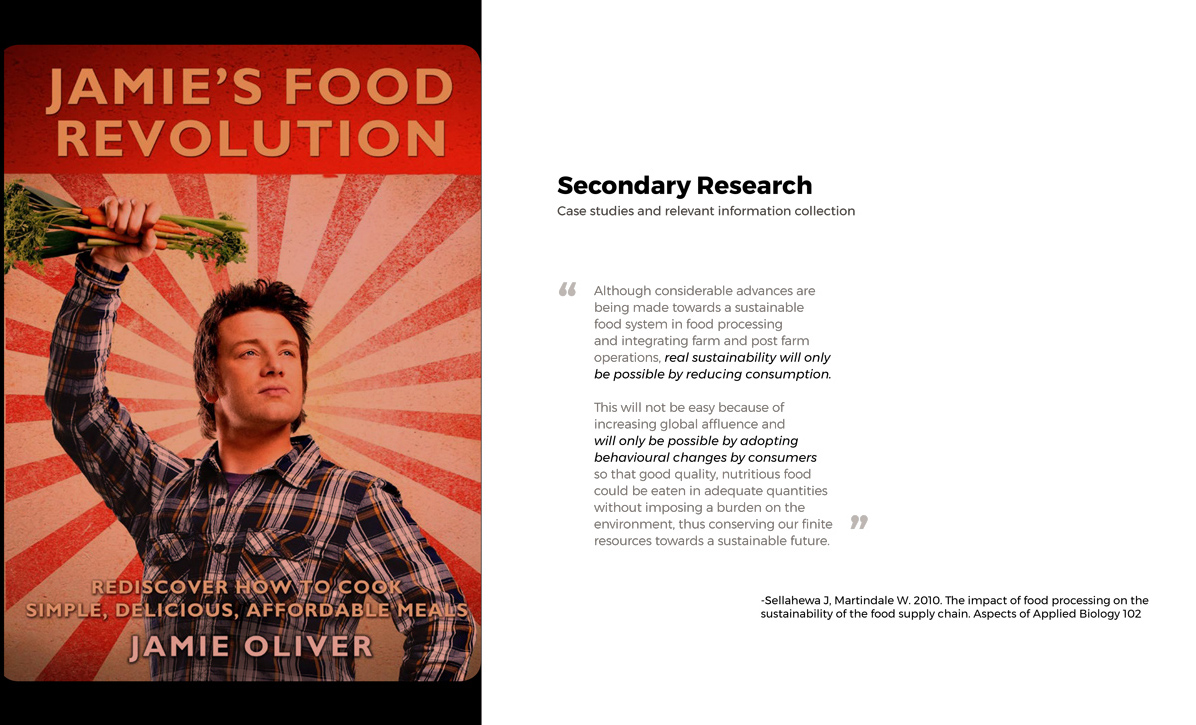 JAMIE'S FOOD
REVOLUTION
REDISCOVER HOW TO COOK
SIMPLE, DELICIOUS, AFFORDABLE MEALS
JAMIE OLIVER
Secondary Research
Case studies and relevant information collection
“ Although considerable advances are
being made towards a sustainable
food system in food processing
and integrating farm and post farm
operations, real sustainability will only
be possible by reducing consumption.
This will not be easy because of
increasing global affluence and
will only be possible by adopting
behavioural changes by consumers
so that good quality, nutritious food
could be eaten in adequate quantities
without imposing a burden on the
environment, thus conserving our finite ”
resources towards a sustainable future.
-Sellahewa J, Martindale W. 2010. The impact of food processing on the
sustainability of the food supply chain. Aspects of Applied Biology 102